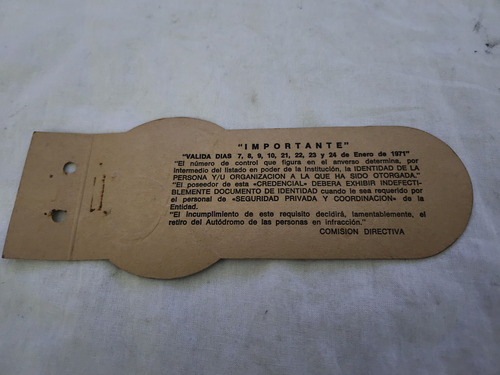 "IMPORTANTE"
"VALIDA DIAS 7, 8, 9, 10, 21, 22, 23 y 24 de Enero de 1971"
"El número de control que figura en el anverso determina, por
intermedio del listado en poder de la Institución, la IDENTIDAD DE LA
PERSONA Y/U ORGANIZACION A LA QUE HA SIDO OTORGADA."
"El poseedor de esta «CREDENCIAL» DEBERA EXHIBIR INDEFECTI-
BLEMENTE DOCUMENTO DE IDENTIDAD cuando le sea requerido por
el personal de «SEGURIDAD PRIVADA Y COORDINACION» de la
Entidad.
"El incumplimiento de este requisito decidirá, lamentablemente, el
retiro del Autódromo de las personas en infracción."
COMISION DIRECTIVA